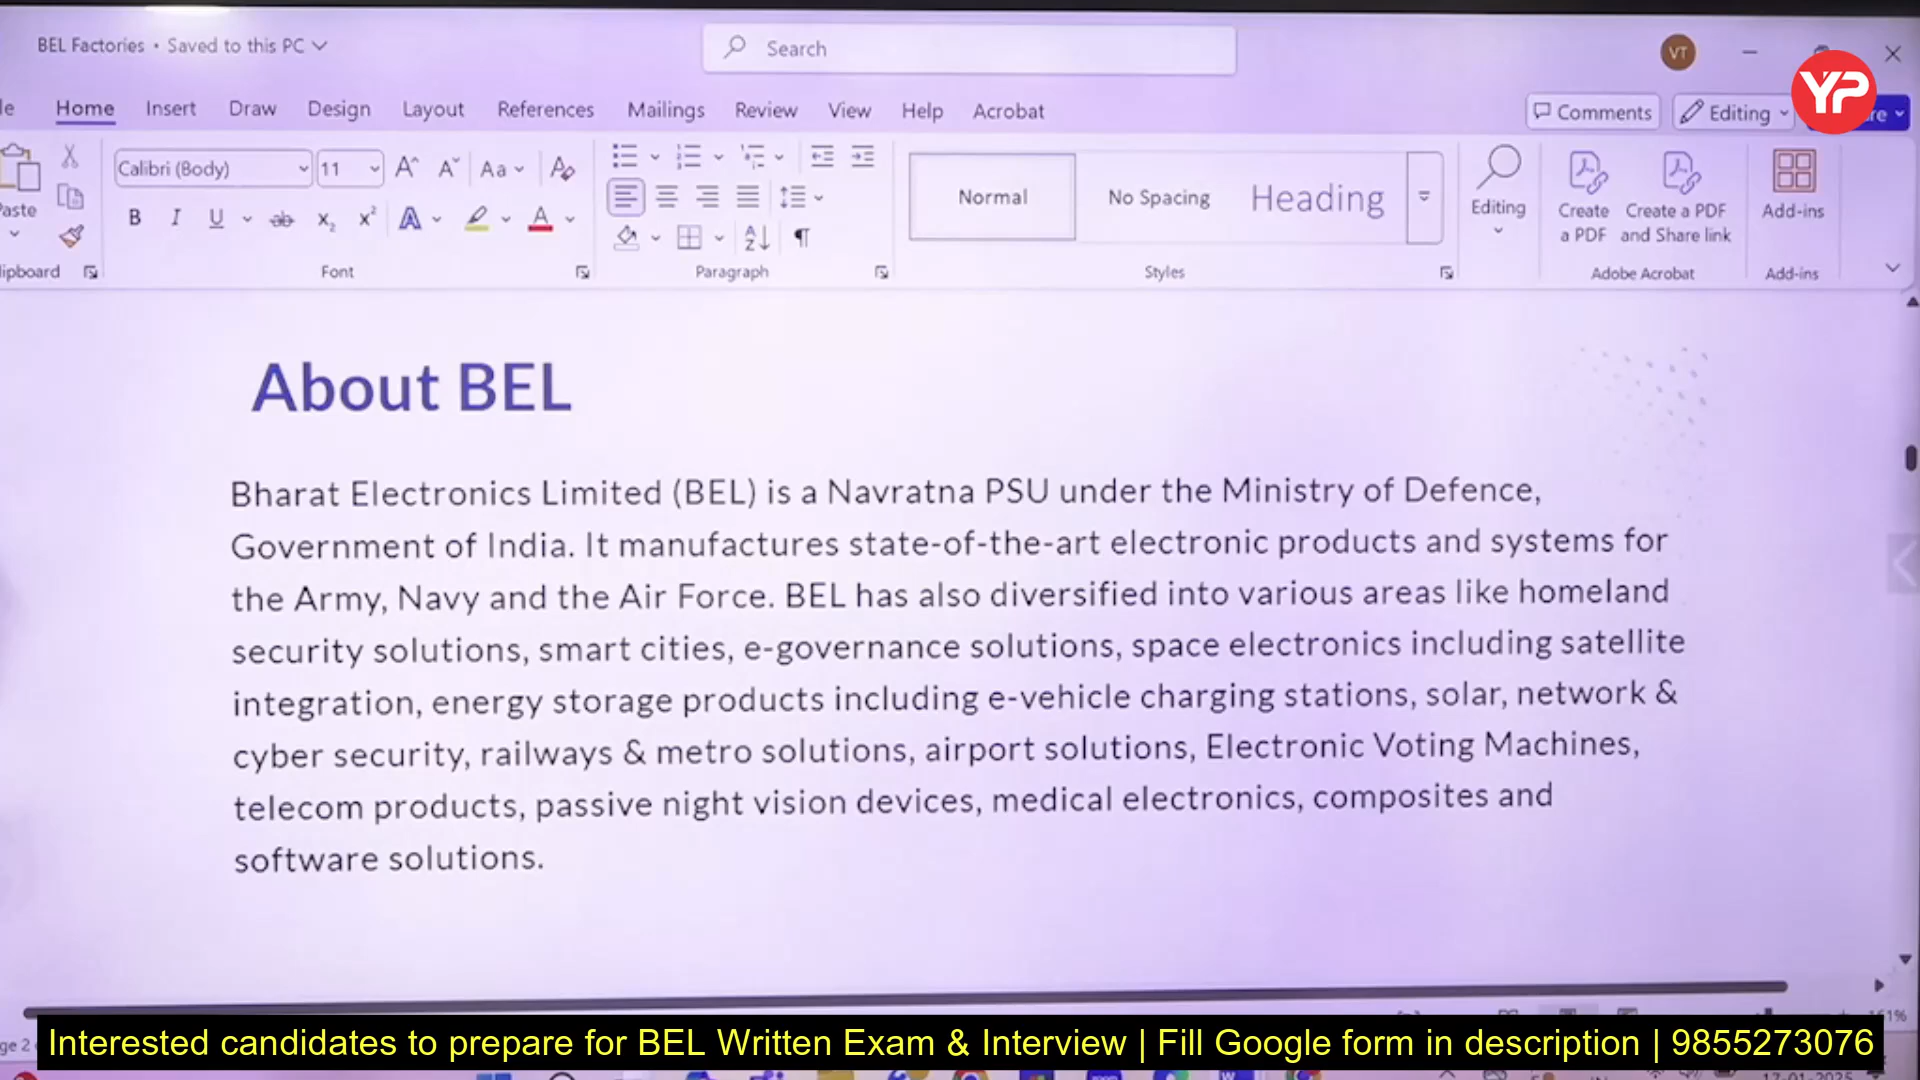 BEL Factories • Saved to this PC
Search
VT
YP
Home Insert Draw Design Layout References Mailings Review View Help Acrobat
Comments Editing
Calibri (Body) 11
Normal No Spacing Heading
Editing
Create a PDF
Create a PDF and Share link
Add-ins
Font Paragraph Styles Adobe Acrobat Add-ins
About BEL
Bharat Electronics Limited (BEL) is a Navratna PSU under the Ministry of Defence,
Government of India. It manufactures state-of-the-art electronic products and systems for
the Army, Navy and the Air Force. BEL has also diversified into various areas like homeland
security solutions, smart cities, e-governance solutions, space electronics including satellite
integration, energy storage products including e-vehicle charging stations, solar, network &
cyber security, railways & metro solutions, airport solutions, Electronic Voting Machines,
telecom products, passive night vision devices, medical electronics, composites and
software solutions.
Interested candidates to prepare for BEL Written Exam & Interview | Fill Google form in description | 9855273076